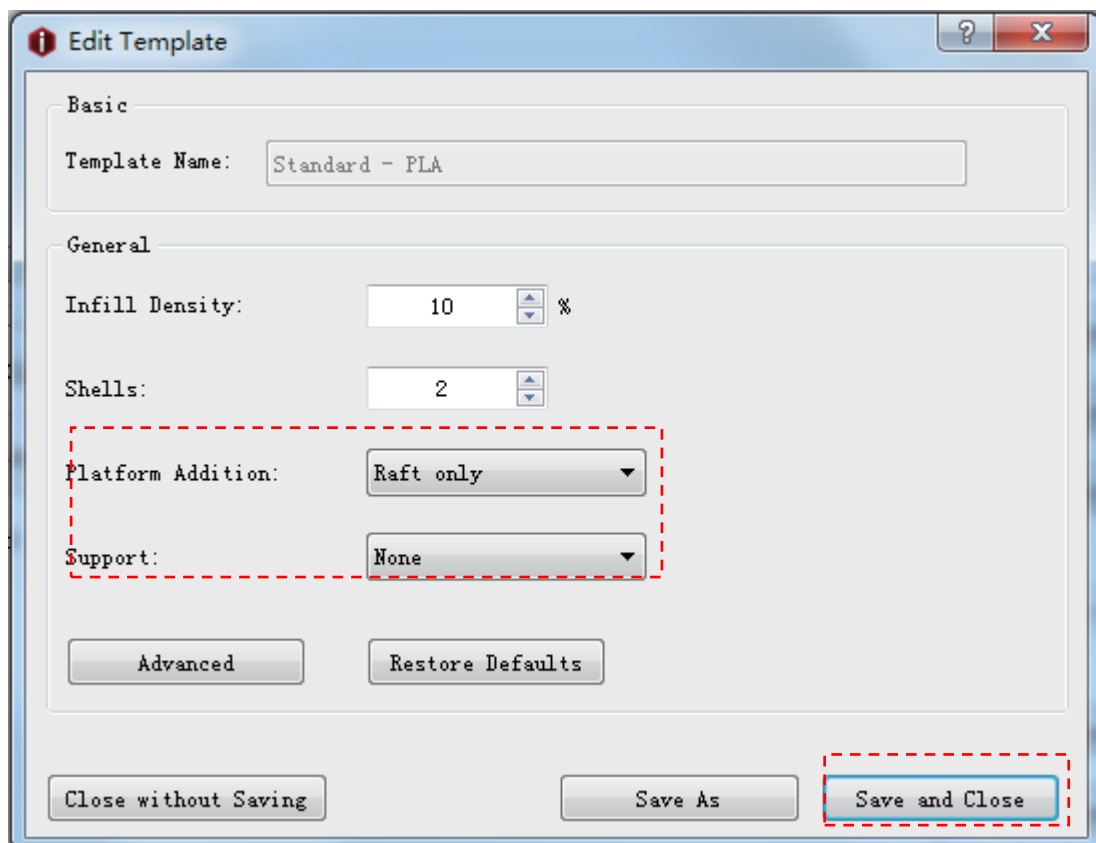 Edit Template
?
Basic
Template Name: Standard - PLA
General
Infill Density: 10 %
Shells: 2
Platform Addition: Raft only
Support: None
Advanced Restore Defaults
Close without Saving Save As Save and Close